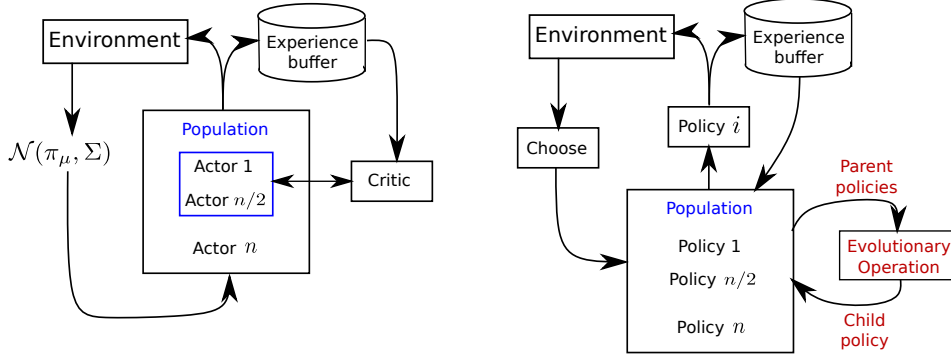 Environment
Experience
buffer
Population
Actor 1
Actor n/2
Actor n
Critic
𝒩(π_μ, Σ)
Environment
Experience
buffer
Policy i
Choose
Population
Policy 1
Policy n/2
Policy n
Parent
policies
Evolutionary
Operation
Child
policy